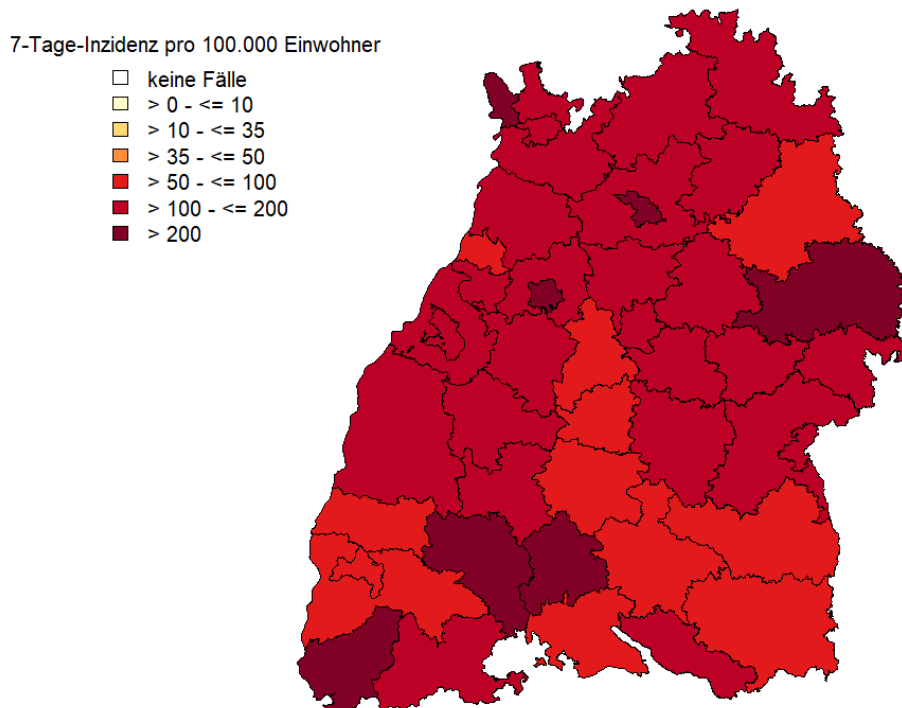 7-Tage-Inzidenz pro 100.000 Einwohner
keine Fälle
> 0 - <= 10
> 10 - <= 35
> 35 - <= 50
> 50 - <= 100
> 100 - <= 200
> 200